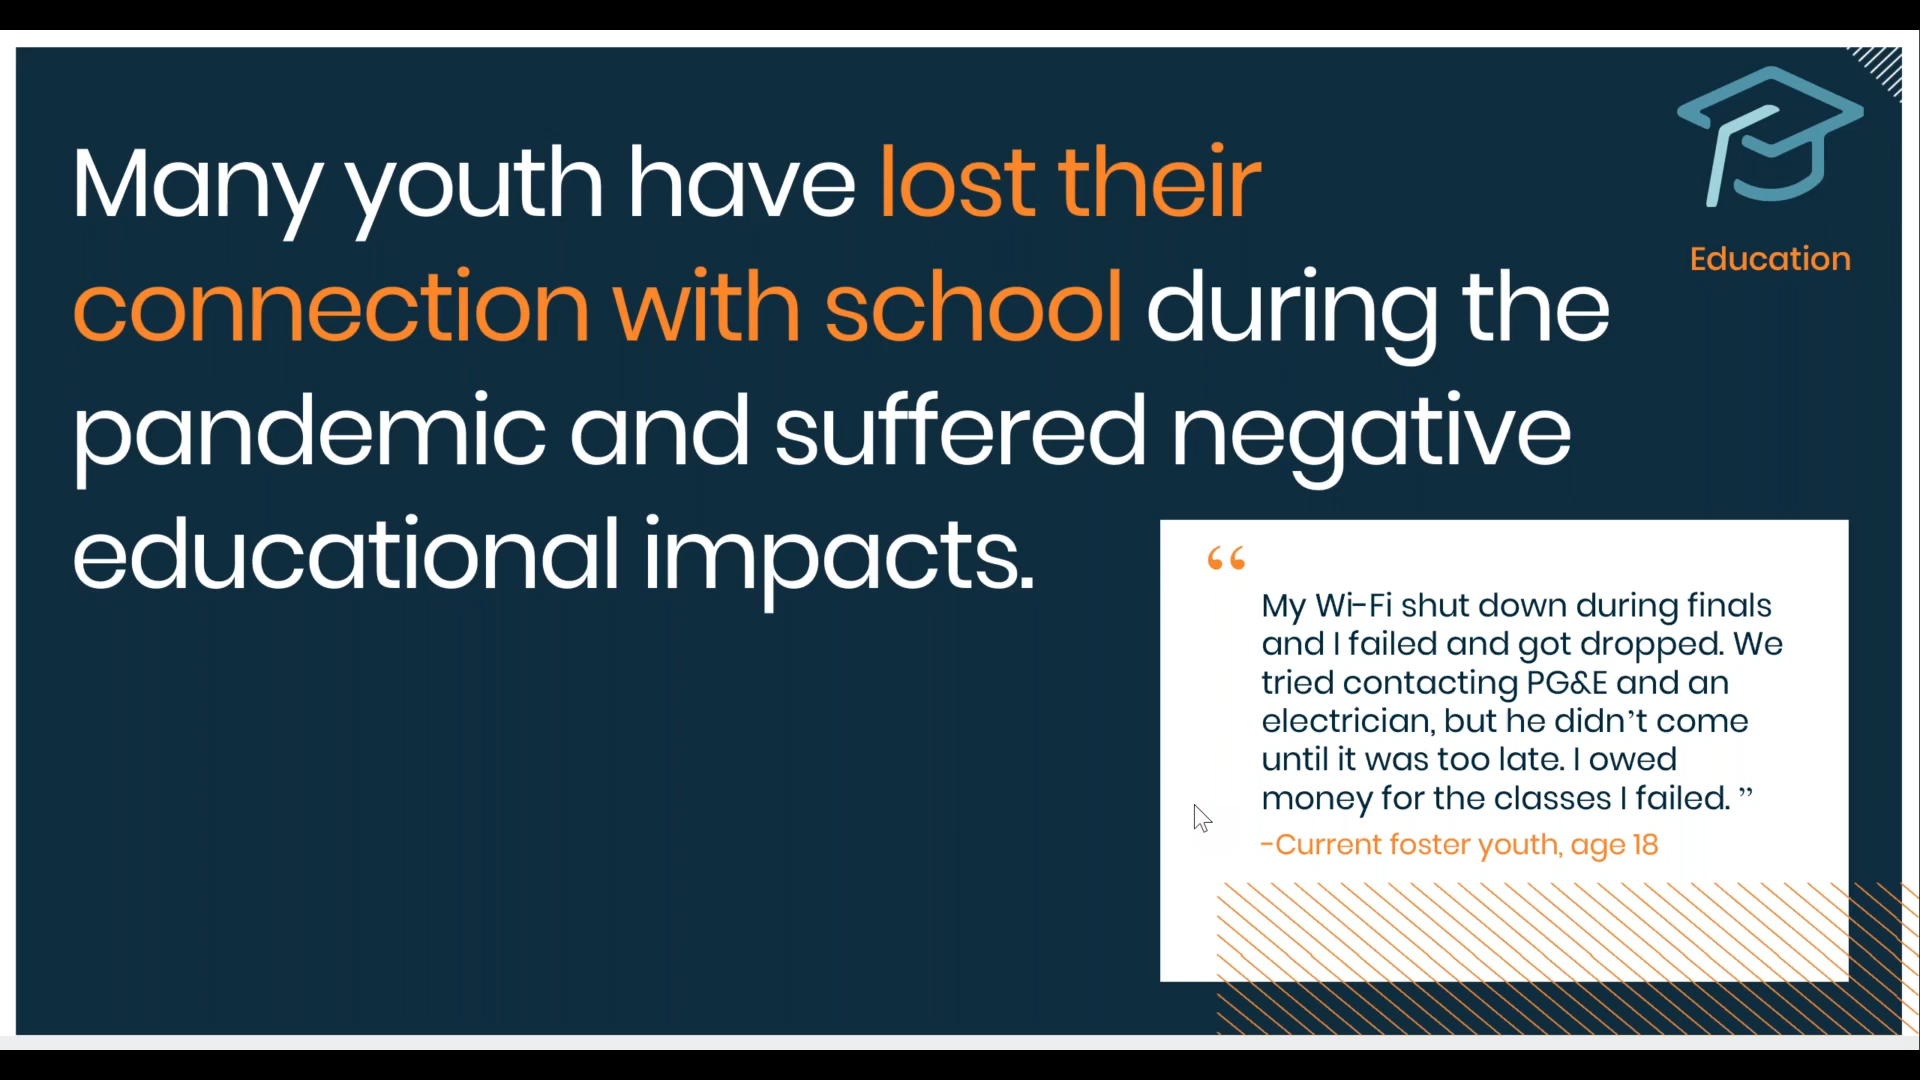 Many youth have lost their
connection with school during the
pandemic and suffered negative
educational impacts.
Education
“
My Wi-Fi shut down during finals
and I failed and got dropped. We
tried contacting PG&E and an
electrician, but he didn’t come
until it was too late. I owed
money for the classes I failed. ”
-Current foster youth, age 18